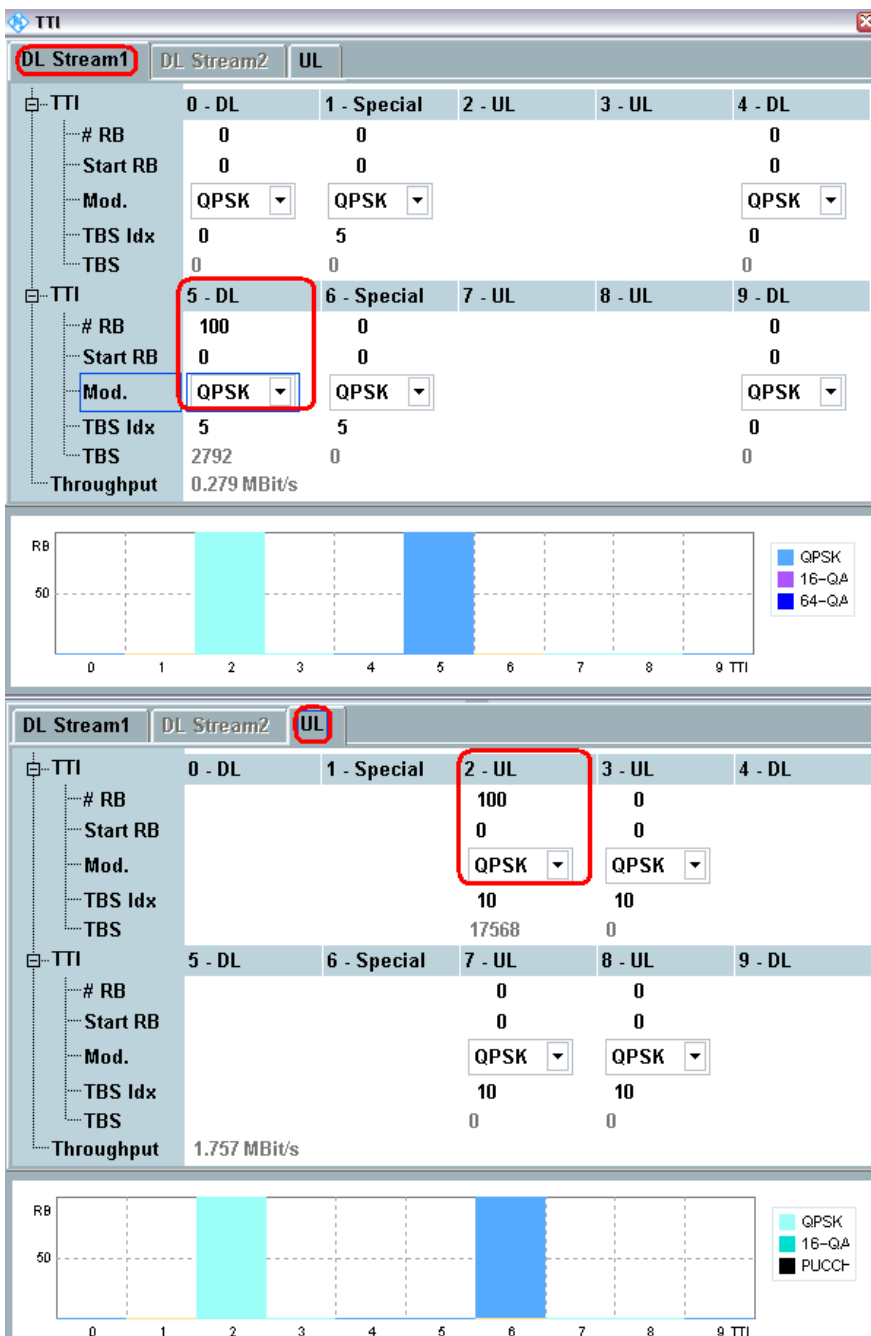 TTI
DL Stream1 DL Stream2 UL
TTI 0 - DL 1 - Special 2 - UL 3 - UL 4 - DL
# RB 0 0 0
Start RB 0 0 0
Mod. QPSK QPSK QPSK
TBS Idx 0 5 0
TBS 0 0 0
TTI 5 - DL 6 - Special 7 - UL 8 - UL 9 - DL
# RB 100 0 0
Start RB 0 0 0
Mod. QPSK QPSK QPSK
TBS Idx 5 5 0
TBS 2792 0 0
Throughput 0.279 MBit/s
RB
50
0 1 2 3 4 5 6 7 8 9 TTI
QPSK
16-QA
64-QA
DL Stream1 DL Stream2 UL
TTI 0 - DL 1 - Special 2 - UL 3 - UL 4 - DL
# RB 100 0
Start RB 0 0
Mod. QPSK QPSK
TBS Idx 10 10
TBS 17568 0
TTI 5 - DL 6 - Special 7 - UL 8 - UL 9 - DL
# RB 0 0
Start RB 0 0
Mod. QPSK QPSK
TBS Idx 10 10
TBS 0 0
Throughput 1.757 MBit/s
RB
50
0 1 2 3 4 5 6 7 8 9 TTI
QPSK
16-QA
PUCCH